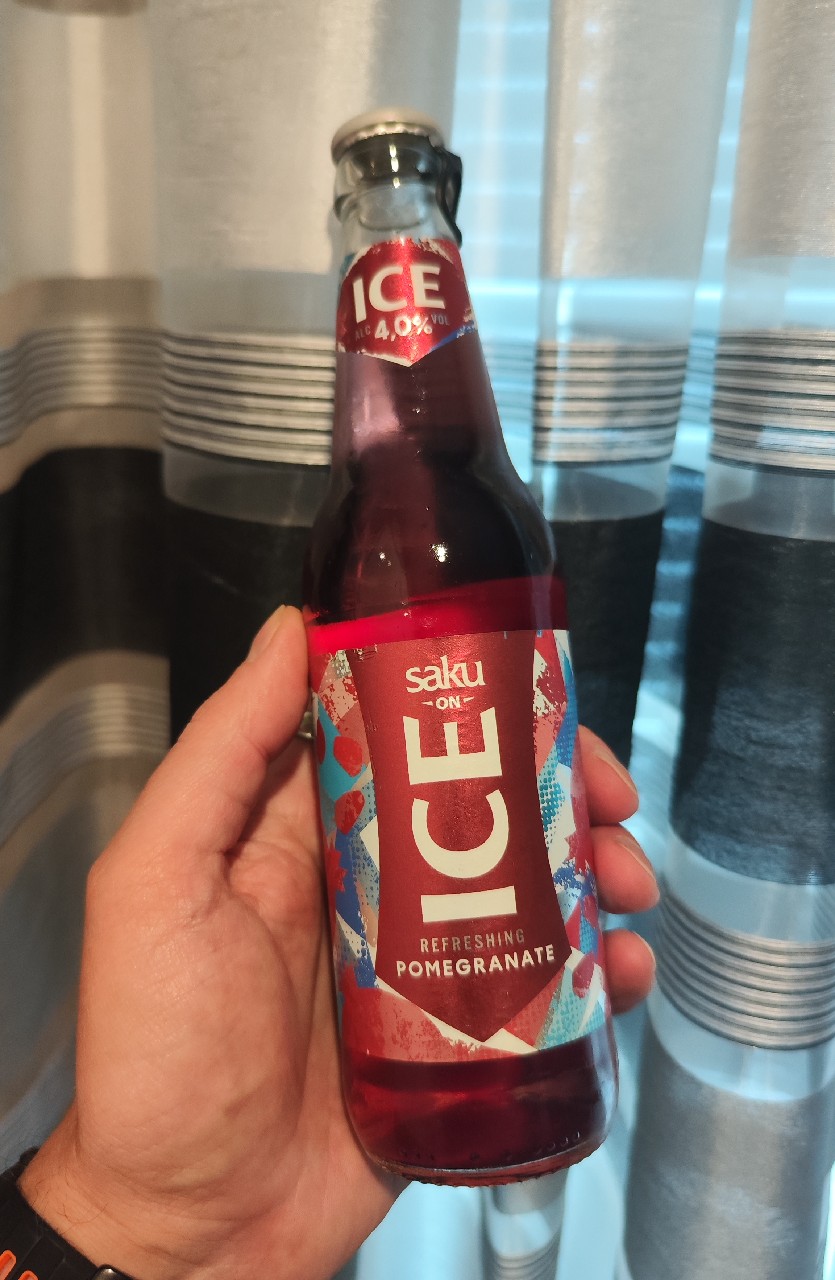 ICE
ALC 4,0% VOL
saku
ON
ICE
REFRESHING
POMEGRANATE